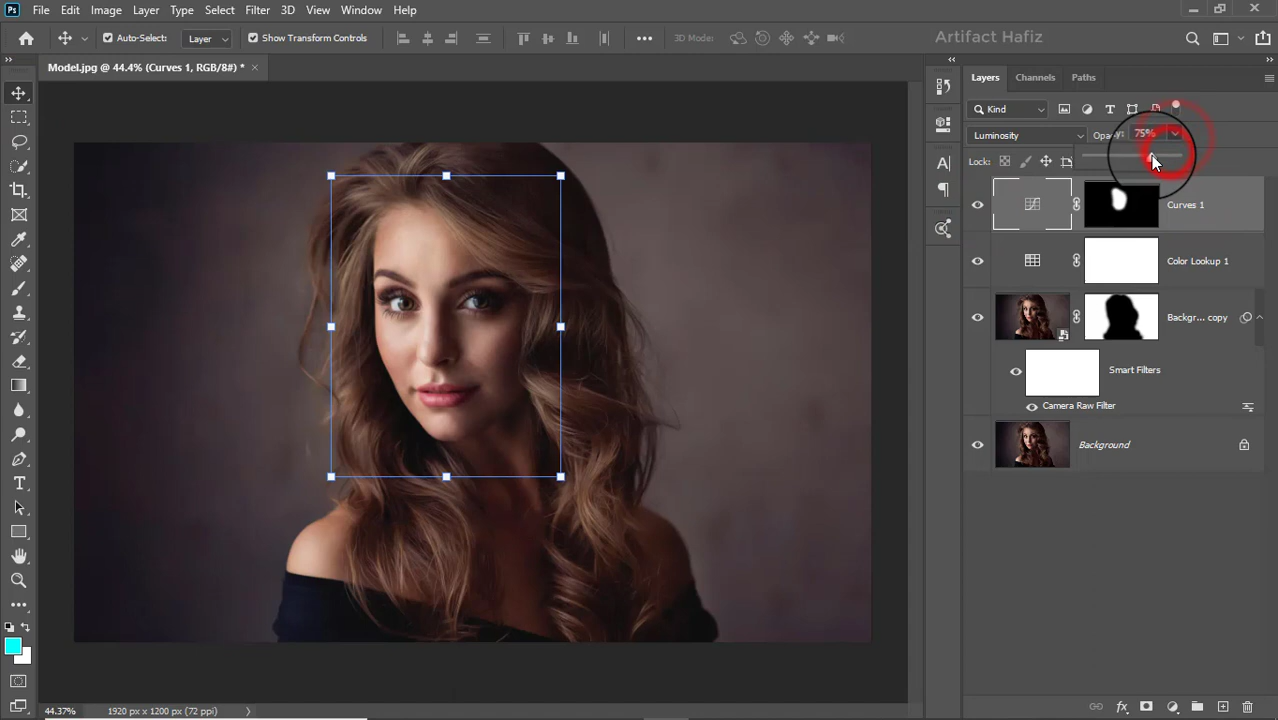 Ps File Edit Image Layer Type Select Filter 3D View Window Help
Auto-Select: Layer Show Transform Controls 3D Mode: Artifact Hafiz
Model.jpg @ 44.4% (Curves 1, RGB/8#) *
Layers Channels Paths
Kind
Luminosity 75%
Lock:
Curves 1
Color Lookup 1
Backgr... copy
Smart Filters
Camera Raw Filter
Background
44.37% 1920 px x 1200 px (72 ppi)